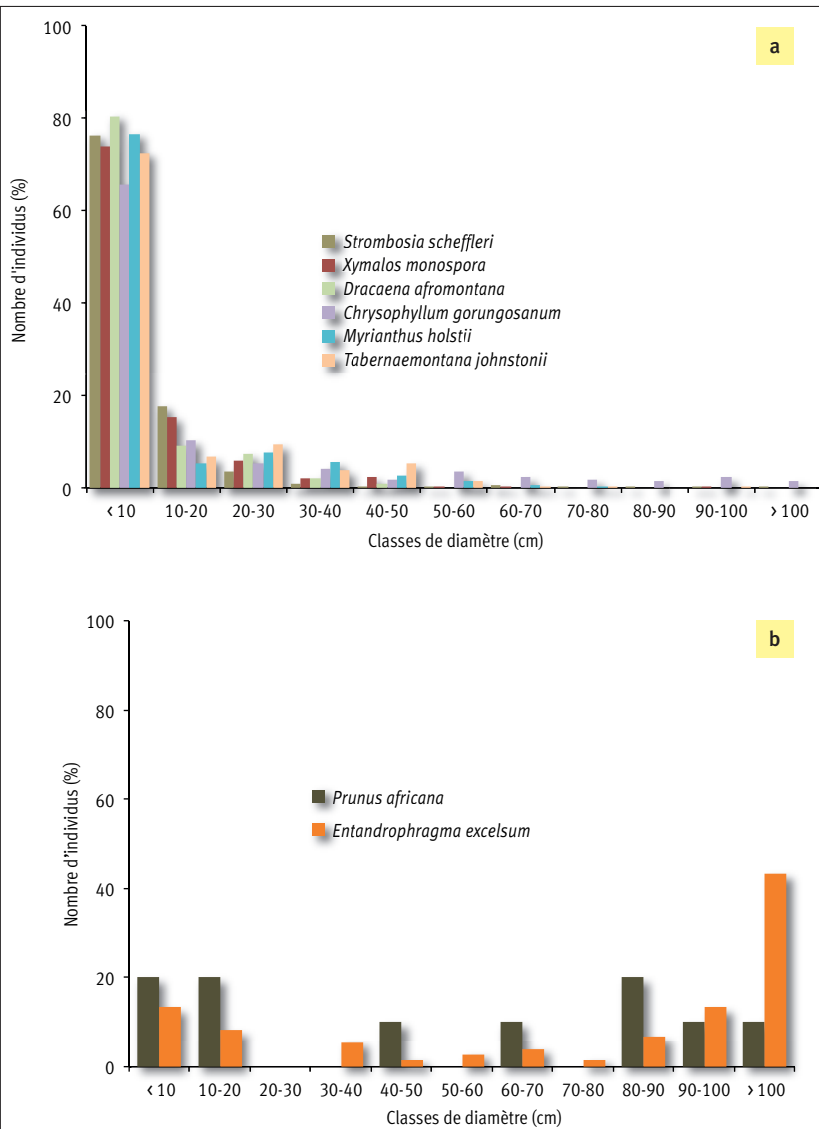 a
100
80
60
40
20
0
Nombre d'individus (%)
Strombosia scheffleri
Xymalos monospora
Dracaena afromontana
Chrysophyllum gorungosanum
Myrianthus holstii
Tabernaemontana johnstonii
< 10 10-20 20-30 30-40 40-50 50-60 60-70 70-80 80-90 90-100 > 100
Classes de diamètre (cm)
b
100
80
60
40
20
0
Nombre d'individus (%)
Prunus africana
Entandrophragma excelsum
< 10 10-20 20-30 30-40 40-50 50-60 60-70 70-80 80-90 90-100 > 100
Classes de diamètre (cm)